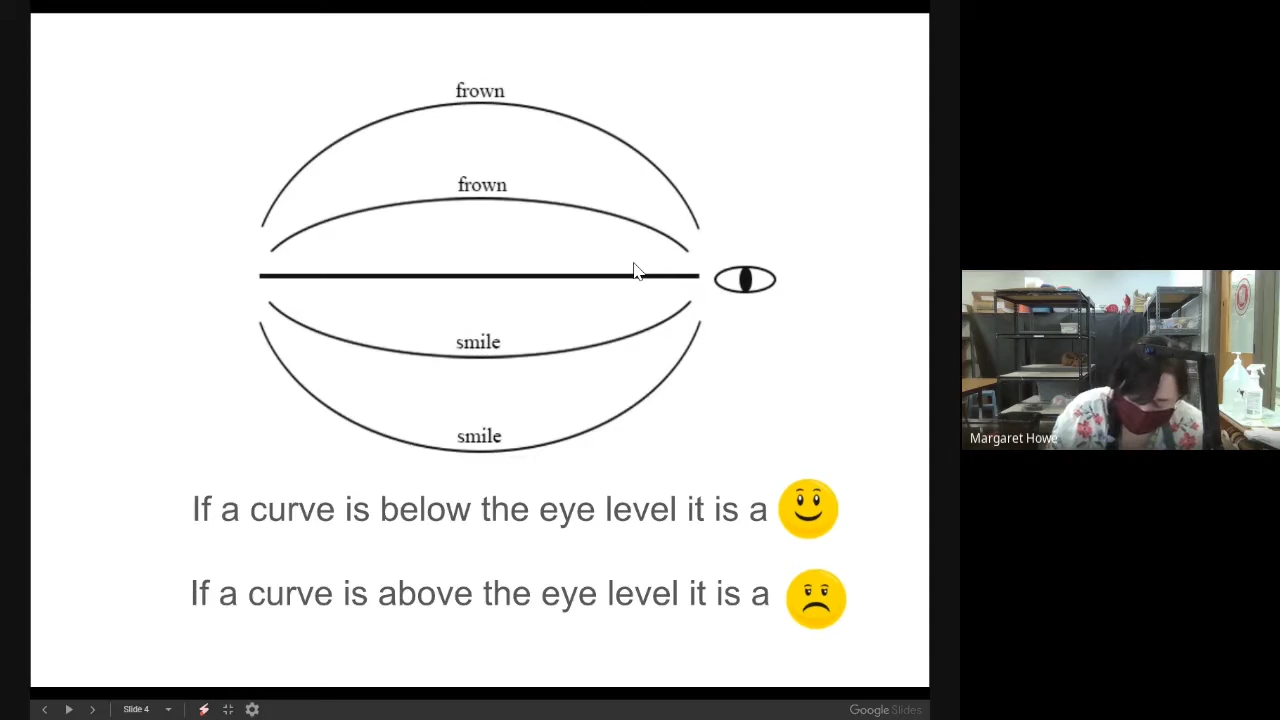 frown
frown
smile
smile
If a curve is below the eye level it is a
If a curve is above the eye level it is a
Margaret Howe
Slide 4
Google Slides